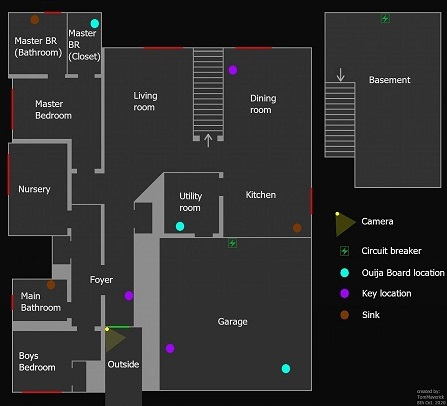 Master BR
(Bathroom)
Master
BR
(Closet)
Master
Bedroom
Living
room
Dining
room
Basement
Nursery
Utility
room
Kitchen
Camera
Circuit breaker
Ouija Board location
Key location
Sink
Foyer
Main
Bathroom
Garage
Boys
Bedroom
Outside
created by:
TomMaverick
8th Oct. 2020